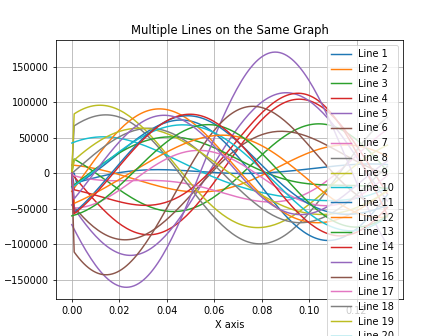 Multiple Lines on the Same Graph
150000
100000
50000
0
−50000
−100000
−150000
0.00
0.02
0.04
0.06
0.08
0.10
X axis
Line 1
Line 2
Line 3
Line 4
Line 5
Line 6
Line 7
Line 8
Line 9
Line 10
Line 11
Line 12
Line 13
Line 14
Line 15
Line 16
Line 17
Line 18
Line 19
Line 20